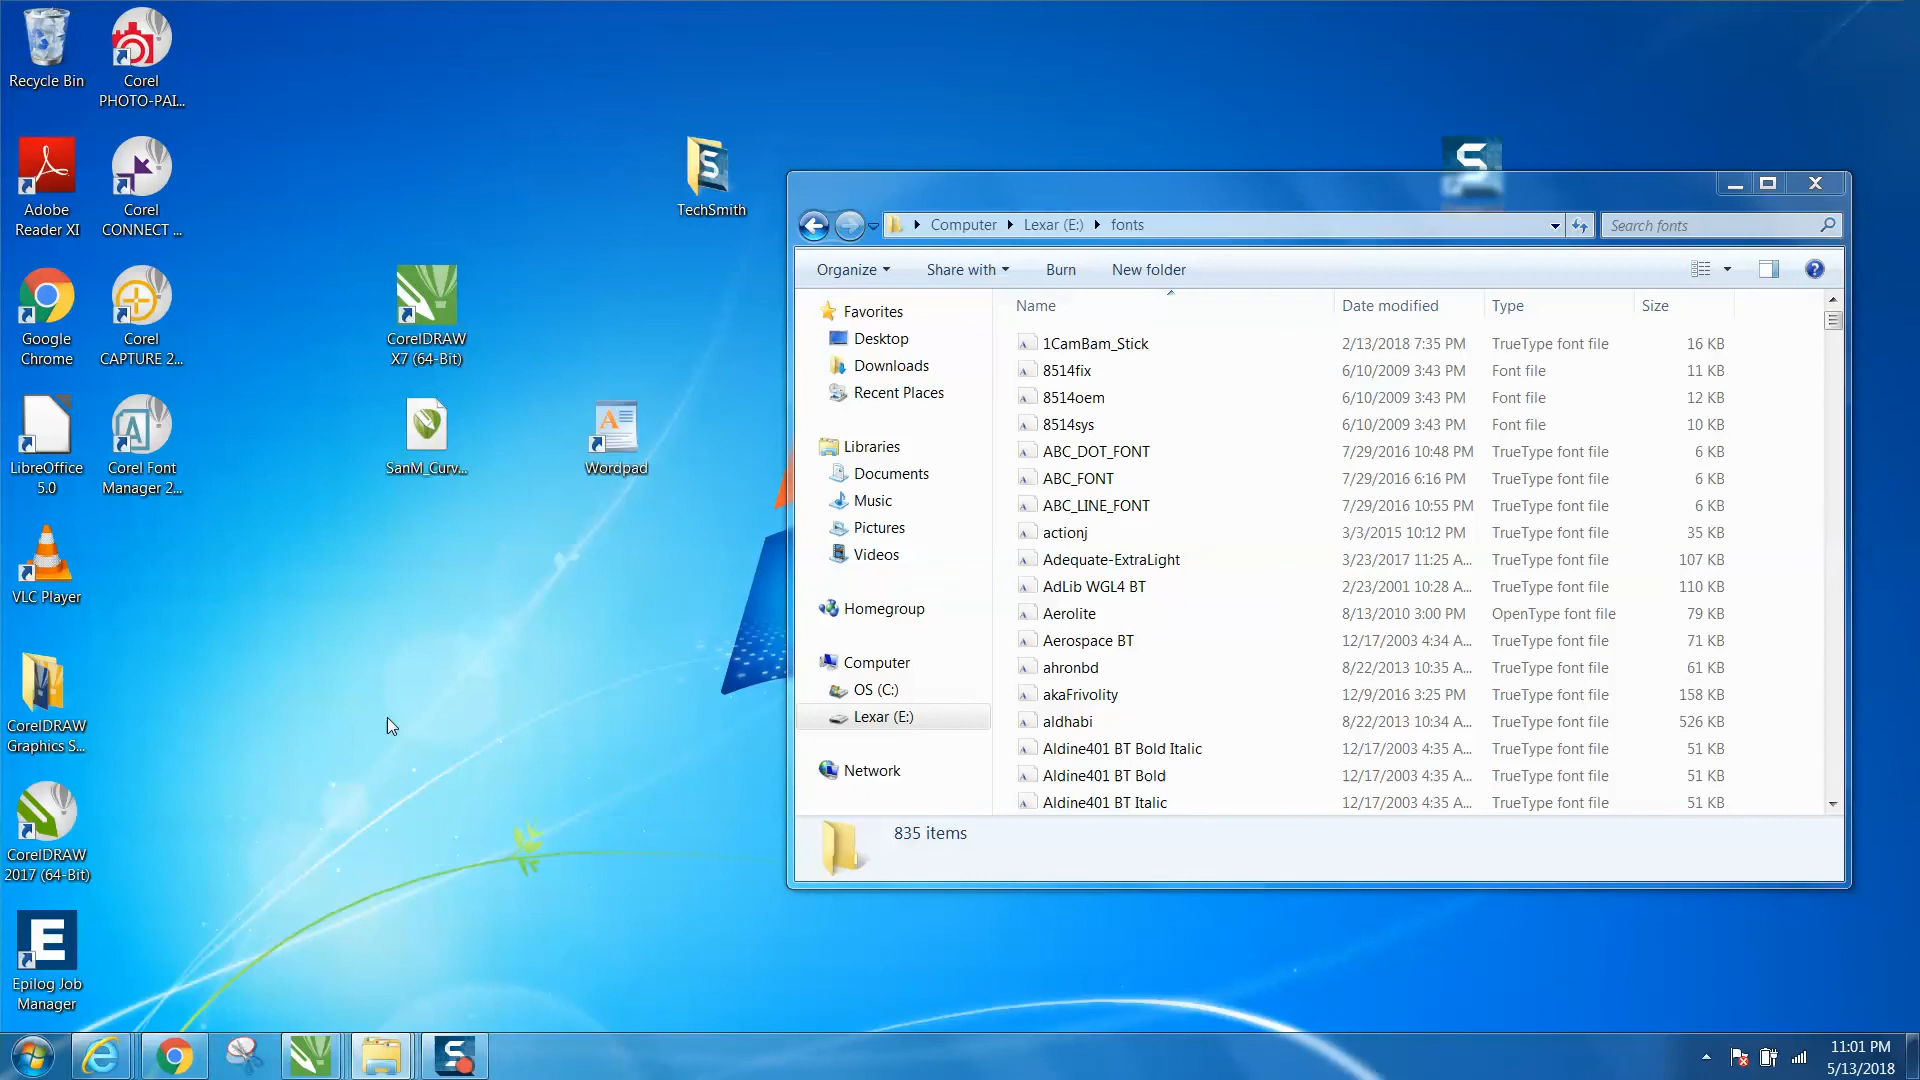 Recycle Bin
Corel
PHOTO-PAI...
Adobe
Reader XI
Corel
CONNECT ...
Google
Chrome
Corel
CAPTURE 2...
LibreOffice
5.0
Corel Font
Manager 2...
VLC Player
CorelDRAW
Graphics S...
CorelDRAW
2017 (64-Bit)
E
Epilog Job
Manager
CorelDRAW
X7 (64-Bit)
SanM_Curv...
Wordpad
TechSmith
Computer Lexar (E:) fonts
Search fonts
Organize Share with Burn New folder
Favorites
Desktop
Downloads
Recent Places
Libraries
Documents
Music
Pictures
Videos
Homegroup
Computer
OS (C:)
Lexar (E:)
Network
Name Date modified Type Size
1CamBam_Stick 2/13/2018 7:35 PM TrueType font file 16 KB
8514fix 6/10/2009 3:43 PM Font file 11 KB
8514oem 6/10/2009 3:43 PM Font file 12 KB
8514sys 6/10/2009 3:43 PM Font file 10 KB
ABC_DOT_FONT 7/29/2016 10:48 PM TrueType font file 6 KB
ABC_FONT 7/29/2016 6:16 PM TrueType font file 6 KB
ABC_LINE_FONT 7/29/2016 10:55 PM TrueType font file 6 KB
actionj 3/3/2015 10:12 PM TrueType font file 35 KB
Adequate-ExtraLight 3/23/2017 11:25 A... TrueType font file 107 KB
AdLib WGL4 BT 2/23/2001 10:28 A... TrueType font file 110 KB
Aerolite 8/13/2010 3:00 PM OpenType font file 79 KB
Aerospace BT 12/17/2003 4:34 A... TrueType font file 71 KB
ahronbd 8/22/2013 10:35 A... TrueType font file 61 KB
akaFrivolity 12/9/2016 3:25 PM TrueType font file 158 KB
aldhabi 8/22/2013 10:34 A... TrueType font file 526 KB
Aldine401 BT Bold Italic 12/17/2003 4:35 A... TrueType font file 51 KB
Aldine401 BT Bold 12/17/2003 4:35 A... TrueType font file 51 KB
Aldine401 BT Italic 12/17/2003 4:35 A... TrueType font file 51 KB
835 items
11:01 PM
5/13/2018